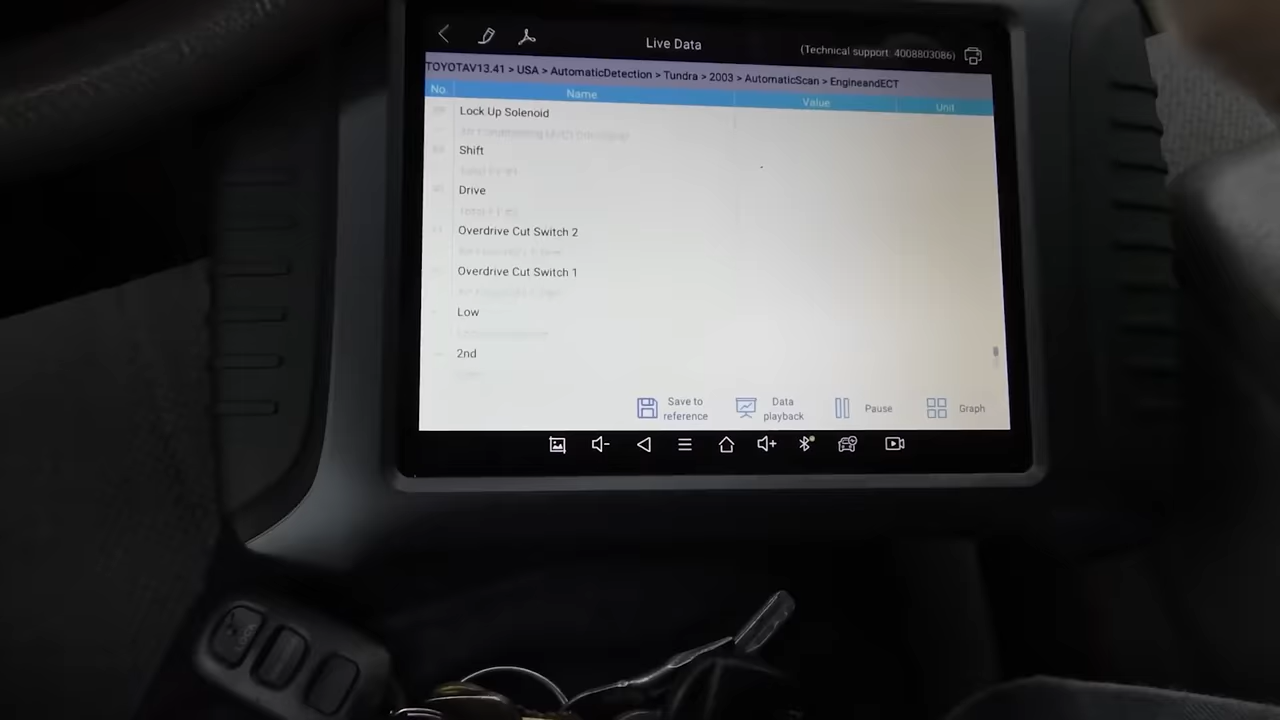 Live Data
(Technical support: 4008803086)
TOYOTAV13.41 > USA > AutomaticDetection > Tundra > 2003 > AutomaticScan > EngineandECT
No. Name Value Unit
Lock Up Solenoid
Shift
Drive
Overdrive Cut Switch 2
Overdrive Cut Switch 1
Low
2nd
Save to reference
Data playback
Pause
Graph